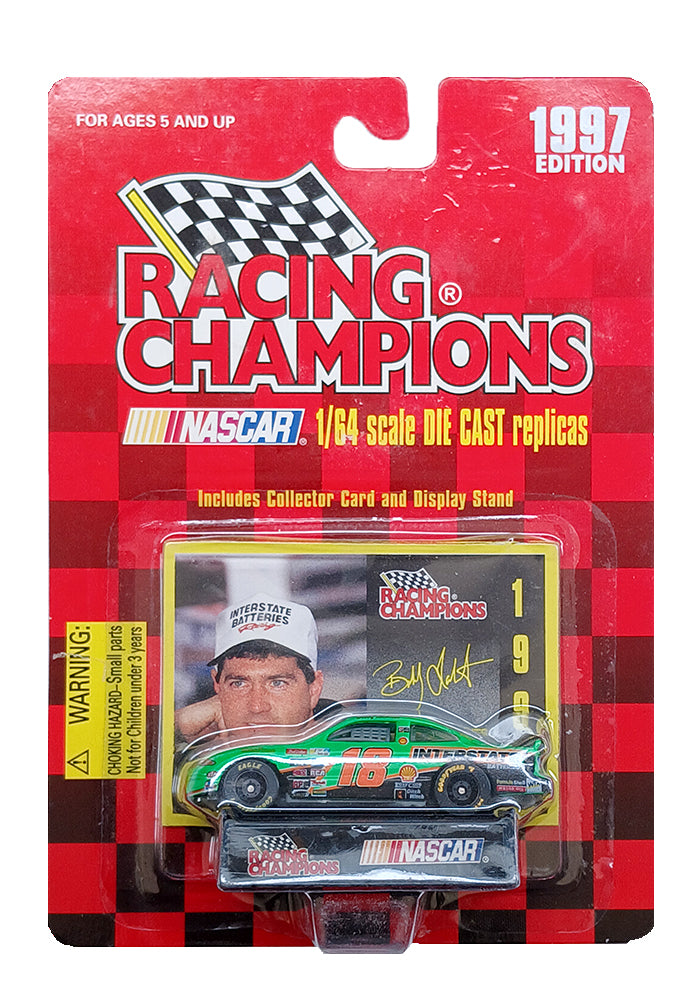 FOR AGES 5 AND UP
1997
EDITION
RACING
CHAMPIONS
NASCAR 1/64 scale DIE CAST replicas
Includes Collector Card and Display Stand
WARNING:
CHOKING HAZARD-Small parts
Not for Children under 3 years
INTERSTATE
BATTERIES
Racing
RACING
CHAMPIONS
1
9
EAGLE
18
INTERSTATE
GOODYEAR
RACING
CHAMPIONS
NASCAR